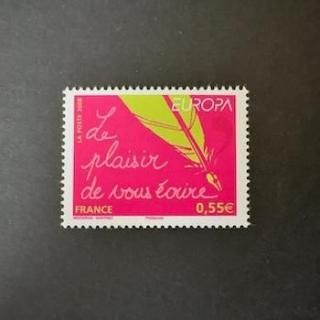 EUROPA
LA POSTE 2008
Le
plaisir
de vous écrire
FRANCE
0,55€